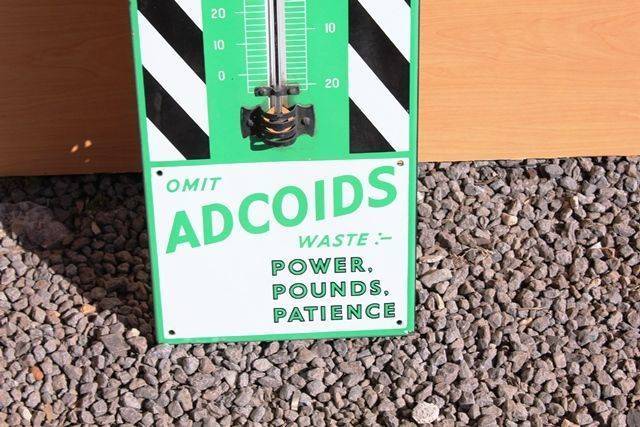 20
10
10
0
20
OMIT
ADCOIDS
WASTE :-
POWER,
POUNDS,
PATIENCE